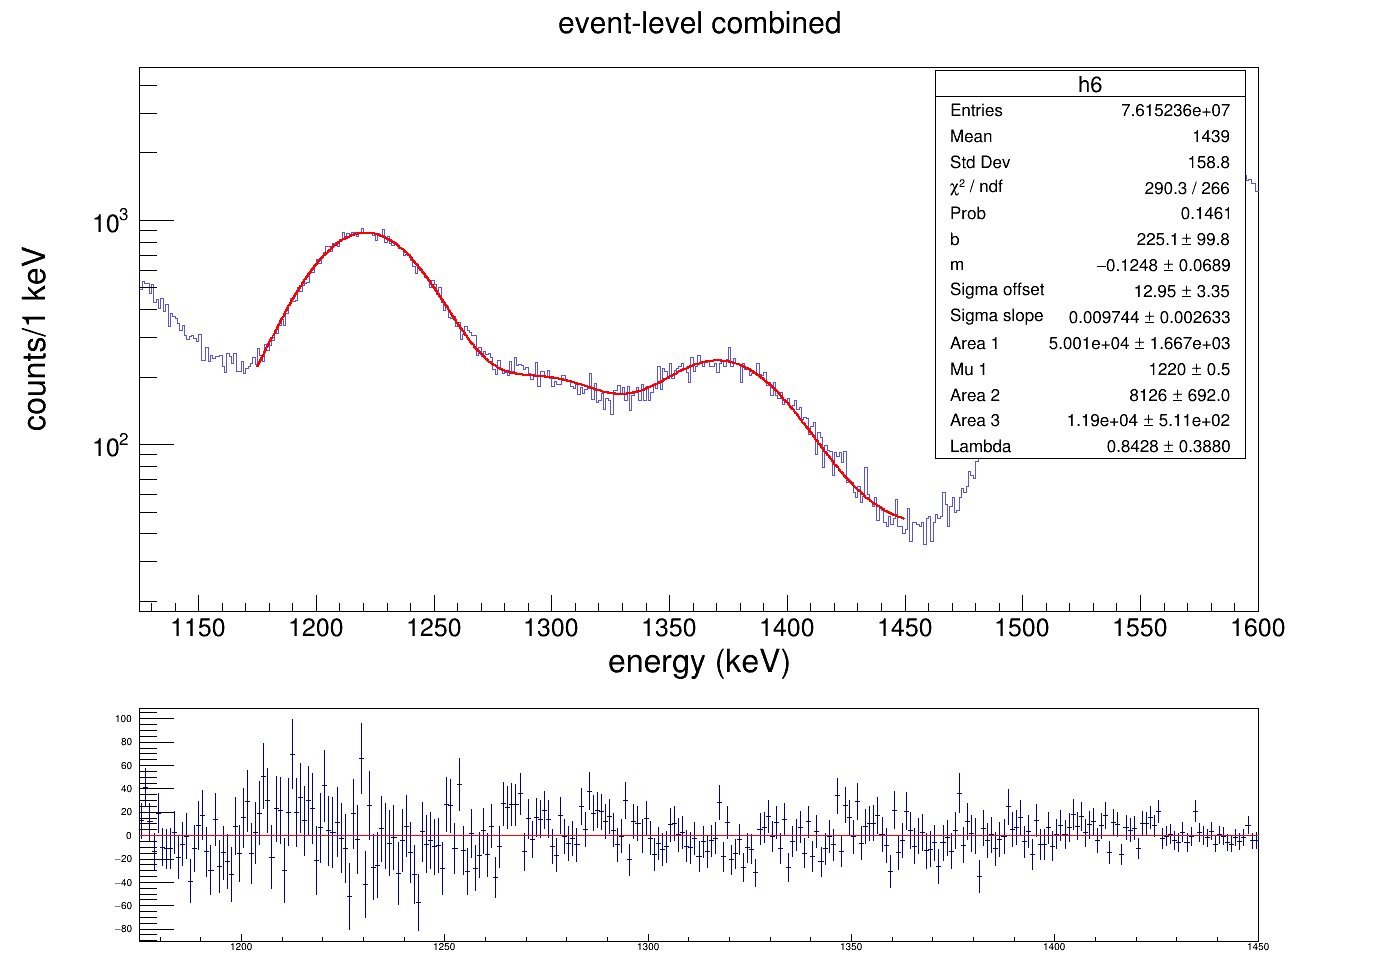 event-level combined
h6
Entries 7.615236e+07
Mean 1439
Std Dev 158.8
χ² / ndf 290.3 / 266
Prob 0.1461
b 225.1 ± 99.8
m −0.1248 ± 0.0689
Sigma offset 12.95 ± 3.35
Sigma slope 0.009744 ± 0.002633
Area 1 5.001e+04 ± 1.667e+03
Mu 1 1220 ± 0.5
Area 2 8126 ± 692.0
Area 3 1.19e+04 ± 5.11e+02
Lambda 0.8428 ± 0.3880
counts/1 keV
10³
10²
1150 1200 1250 1300 1350 1400 1450 1500 1550 1600
energy (keV)
100
80
60
40
20
0
−20
−40
−60
−80
1200 1250 1300 1350 1400 1450